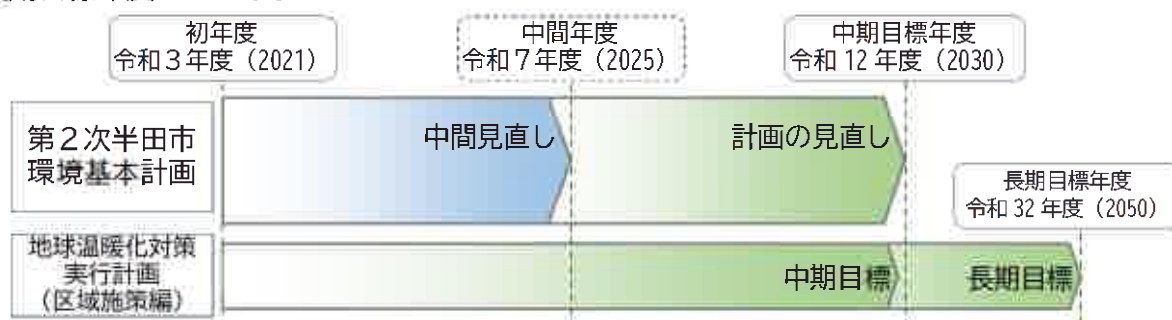 初年度
令和3年度(2021)
中間年度
令和7年度(2025)
中期目標年度
令和12年度(2030)
第2次半田市
環境基本計画
中間見直し
計画の見直し
長期目標年度
令和32年度(2050)
地球温暖化対策
実行計画
(区域施策編)
中期目標
長期目標